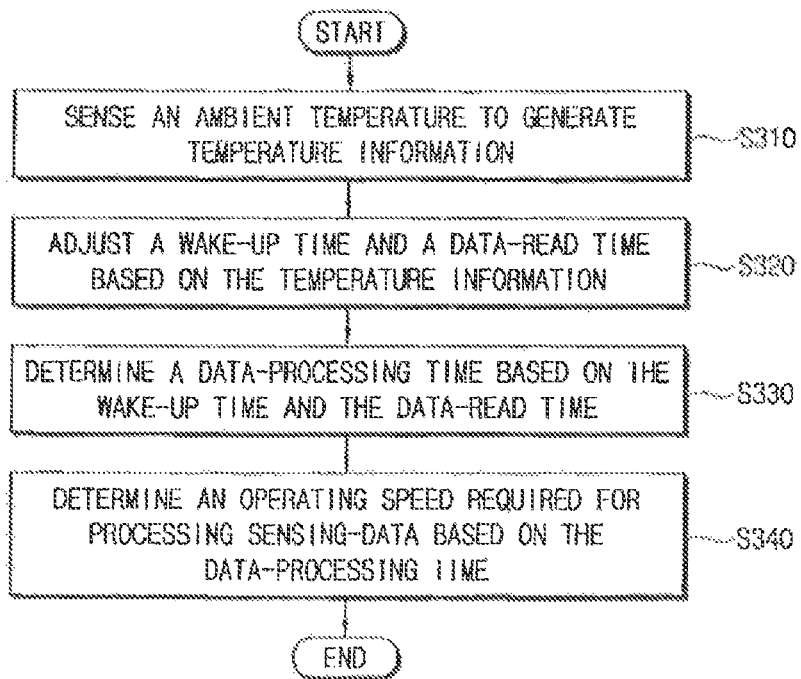 START
SENSE AN AMBIENT TEMPERATURE TO GENERATE
TEMPERATURE INFORMATION
S310
ADJUST A WAKE-UP TIME AND A DATA-READ TIME
BASED ON THE TEMPERATURE INFORMATION
S320
DETERMINE A DATA-PROCESSING TIME BASED ON THE
WAKE-UP TIME AND THE DATA-READ TIME
S330
DETERMINE AN OPERATING SPEED REQUIRED FOR
PROCESSING SENSING-DATA BASED ON THE
DATA-PROCESSING TIME
S340
END